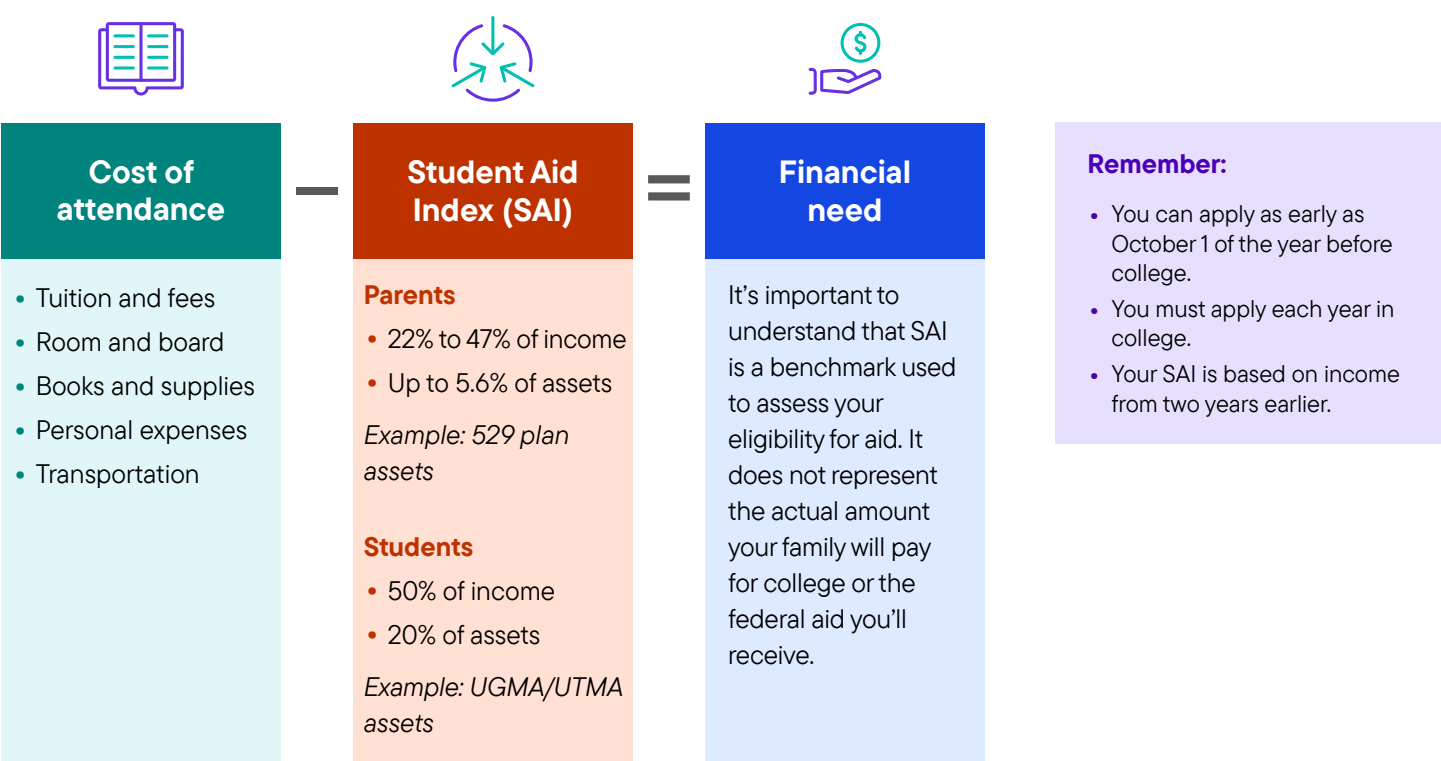 Cost of
attendance
• Tuition and fees
• Room and board
• Books and supplies
• Personal expenses
• Transportation
–
Student Aid
Index (SAI)
Parents
• 22% to 47% of income
• Up to 5.6% of assets
Example: 529 plan
assets
Students
• 50% of income
• 20% of assets
Example: UGMA/UTMA
assets
=
$
Financial
need
It’s important to
understand that SAI
is a benchmark used
to assess your
eligibility for aid. It
does not represent
the actual amount
your family will pay
for college or the
federal aid you’ll
receive.
Remember:
• You can apply as early as
October 1 of the year before
college.
• You must apply each year in
college.
• Your SAI is based on income
from two years earlier.